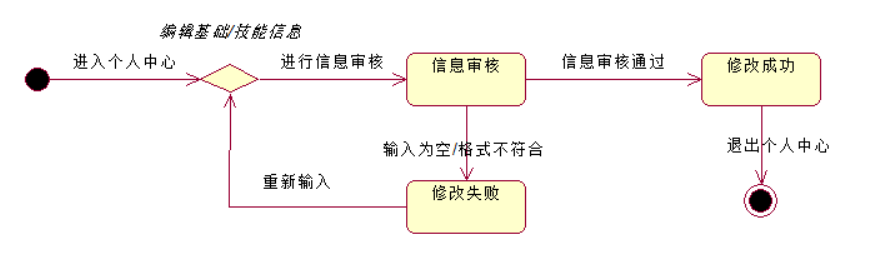 编辑基础/技能信息
进入个人中心
进行信息审核
信息审核
信息审核通过
修改成功
输入为空/格式不符合
退出个人中心
重新输入
修改失败